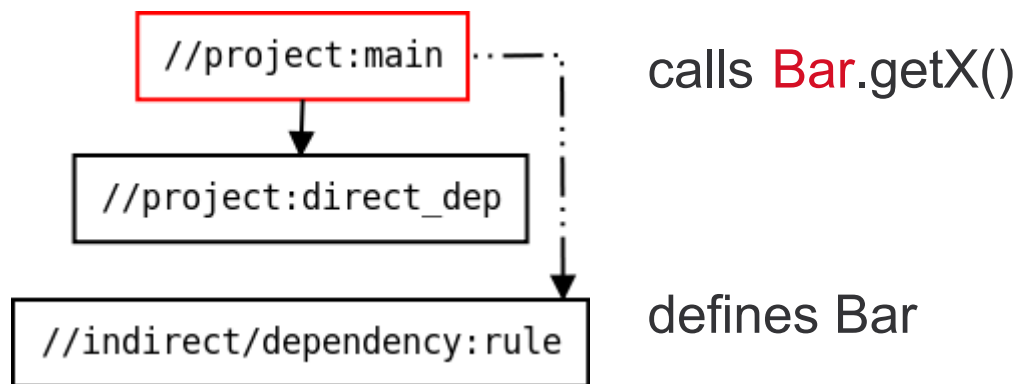 //project:main
calls Bar.getX()
//project:direct_dep
//indirect/dependency:rule
defines Bar